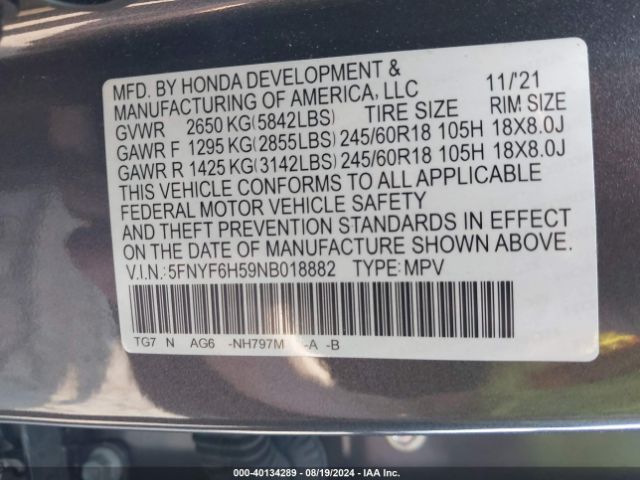 MFD. BY HONDA DEVELOPMENT &
MANUFACTURING OF AMERICA, LLC 11/'21
GVWR 2650 KG(5842LBS) TIRE SIZE RIM SIZE
GAWR F 1295 KG(2855LBS) 245/60R18 105H 18X8.0J
GAWR R 1425 KG(3142LBS) 245/60R18 105H 18X8.0J
THIS VEHICLE CONFORMS TO ALL APPLICABLE
FEDERAL MOTOR VEHICLE SAFETY
AND THEFT PREVENTION STANDARDS IN EFFECT
ON THE DATE OF MANUFACTURE SHOWN ABOVE.
V.I.N.: 5FNYF6H59NB018882 TYPE: MPV
TG7 N AG6 -NH797M -A -B
000-40134289 - 08/19/2024 - IAA Inc.